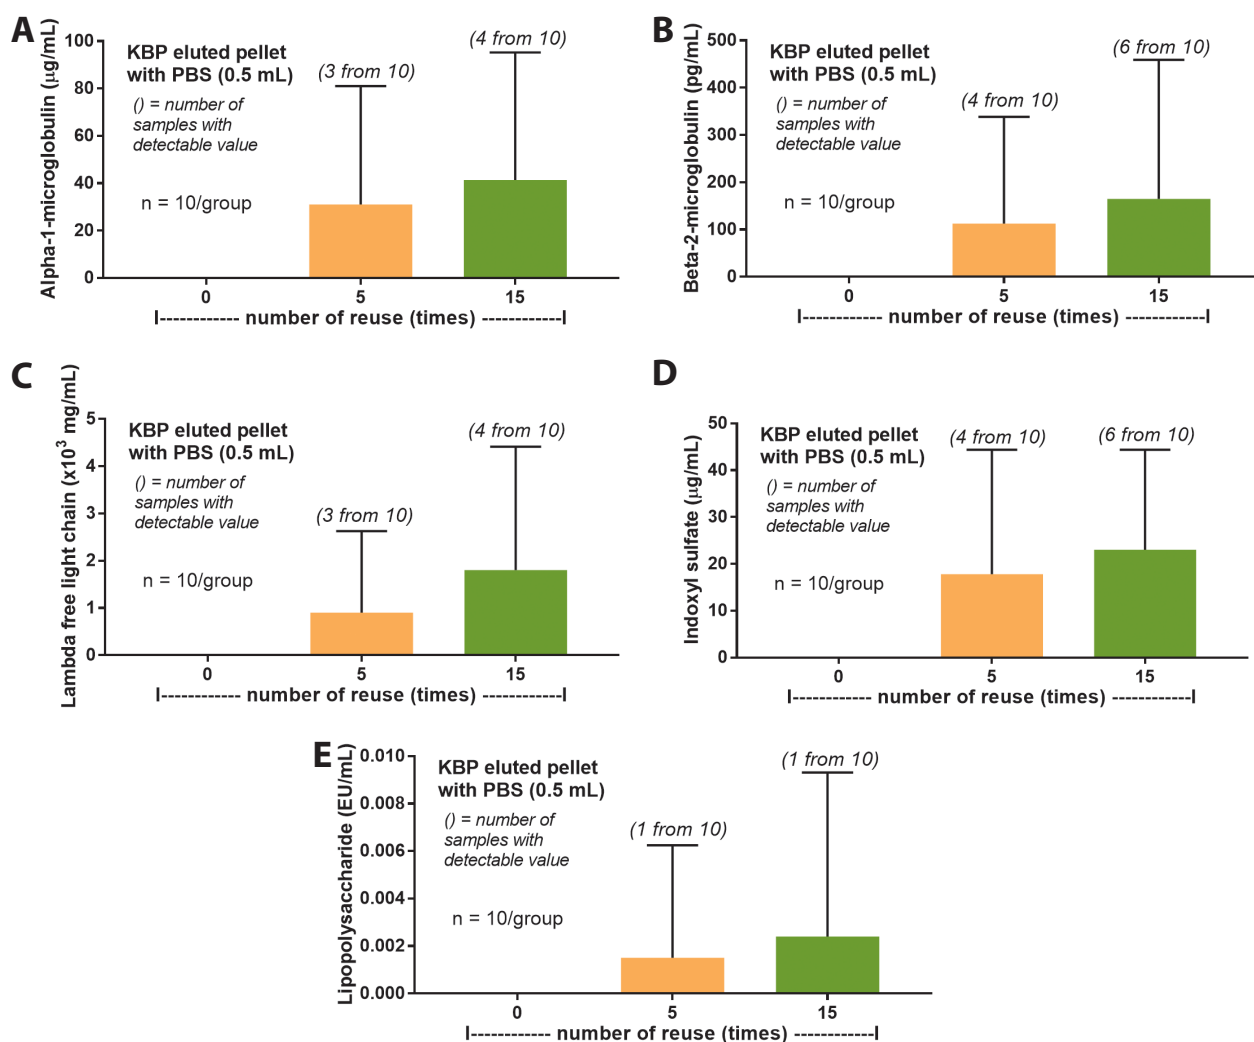 A
Alpha-1-microglobulin (μg/mL)
100
80
60
40
20
0
KBP eluted pellet
with PBS (0.5 mL)
() = number of
samples with
detectable value
n = 10/group
(3 from 10)
(4 from 10)
0 5 15
number of reuse (times)
B
Beta-2-microglobulin (pg/mL)
500
400
300
200
100
0
KBP eluted pellet
with PBS (0.5 mL)
() = number of
samples with
detectable value
n = 10/group
(4 from 10)
(6 from 10)
0 5 15
number of reuse (times)
C
Lambda free light chain (x10³ mg/mL)
5
4
3
2
1
0
KBP eluted pellet
with PBS (0.5 mL)
() = number of
samples with
detectable value
n = 10/group
(3 from 10)
(4 from 10)
0 5 15
number of reuse (times)
D
Indoxyl sulfate (μg/mL)
50
40
30
20
10
0
KBP eluted pellet
with PBS (0.5 mL)
() = number of
samples with
detectable value
n = 10/group
(4 from 10)
(6 from 10)
0 5 15
number of reuse (times)
E
Lipopolysaccharide (EU/mL)
0.010
0.008
0.006
0.004
0.002
0.000
KBP eluted pellet
with PBS (0.5 mL)
() = number of
samples with
detectable value
n = 10/group
(1 from 10)
(1 from 10)
0 5 15
number of reuse (times)